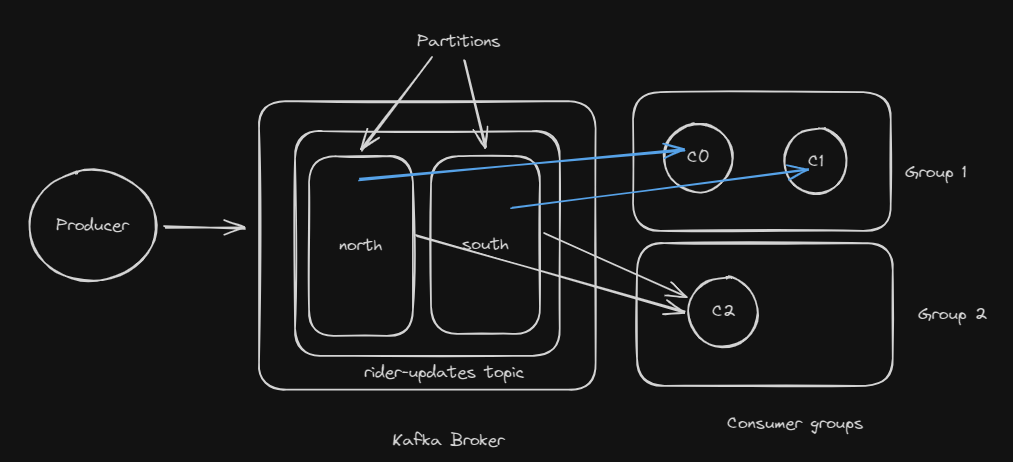 Partitions
Producer
north
south
rider-updates topic
Kafka Broker
C0
C1
Group 1
C2
Group 2
Consumer groups